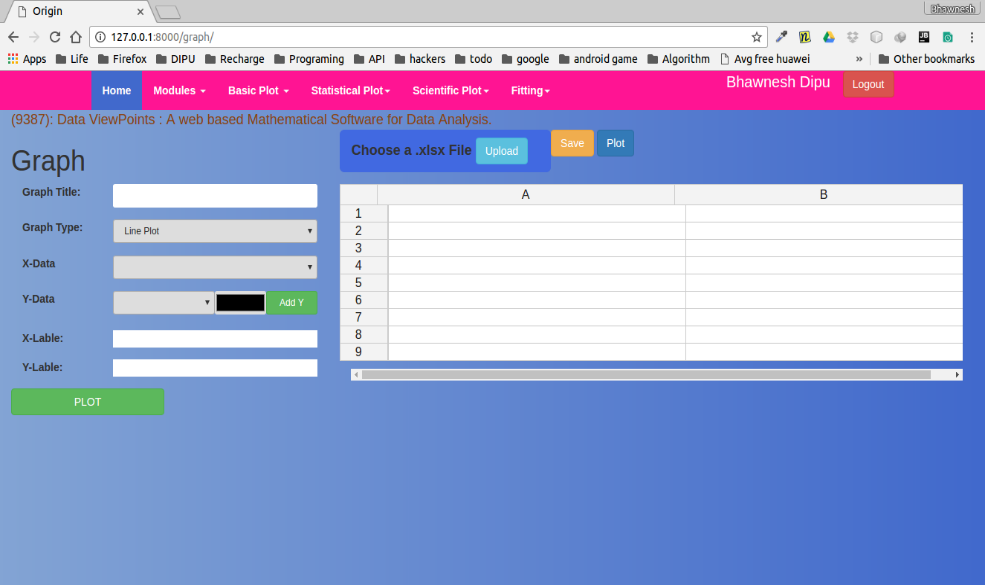 Origin
Bhawnesh
127.0.0.1:8000/graph/
Apps Life Firefox DIPU Recharge Programing API hackers todo google android game Algorithm Avg free huawei » Other bookmarks
Home Modules Basic Plot Statistical Plot Scientific Plot Fitting Bhawnesh Dipu Logout
(9387): Data ViewPoints : A web based Mathematical Software for Data Analysis.
Graph
Choose a .xlsx File Upload Save Plot
Graph Title:
Graph Type: Line Plot
X-Data
Y-Data Add Y
X-Lable:
Y-Lable:
PLOT
A B
1
2
3
4
5
6
7
8
9